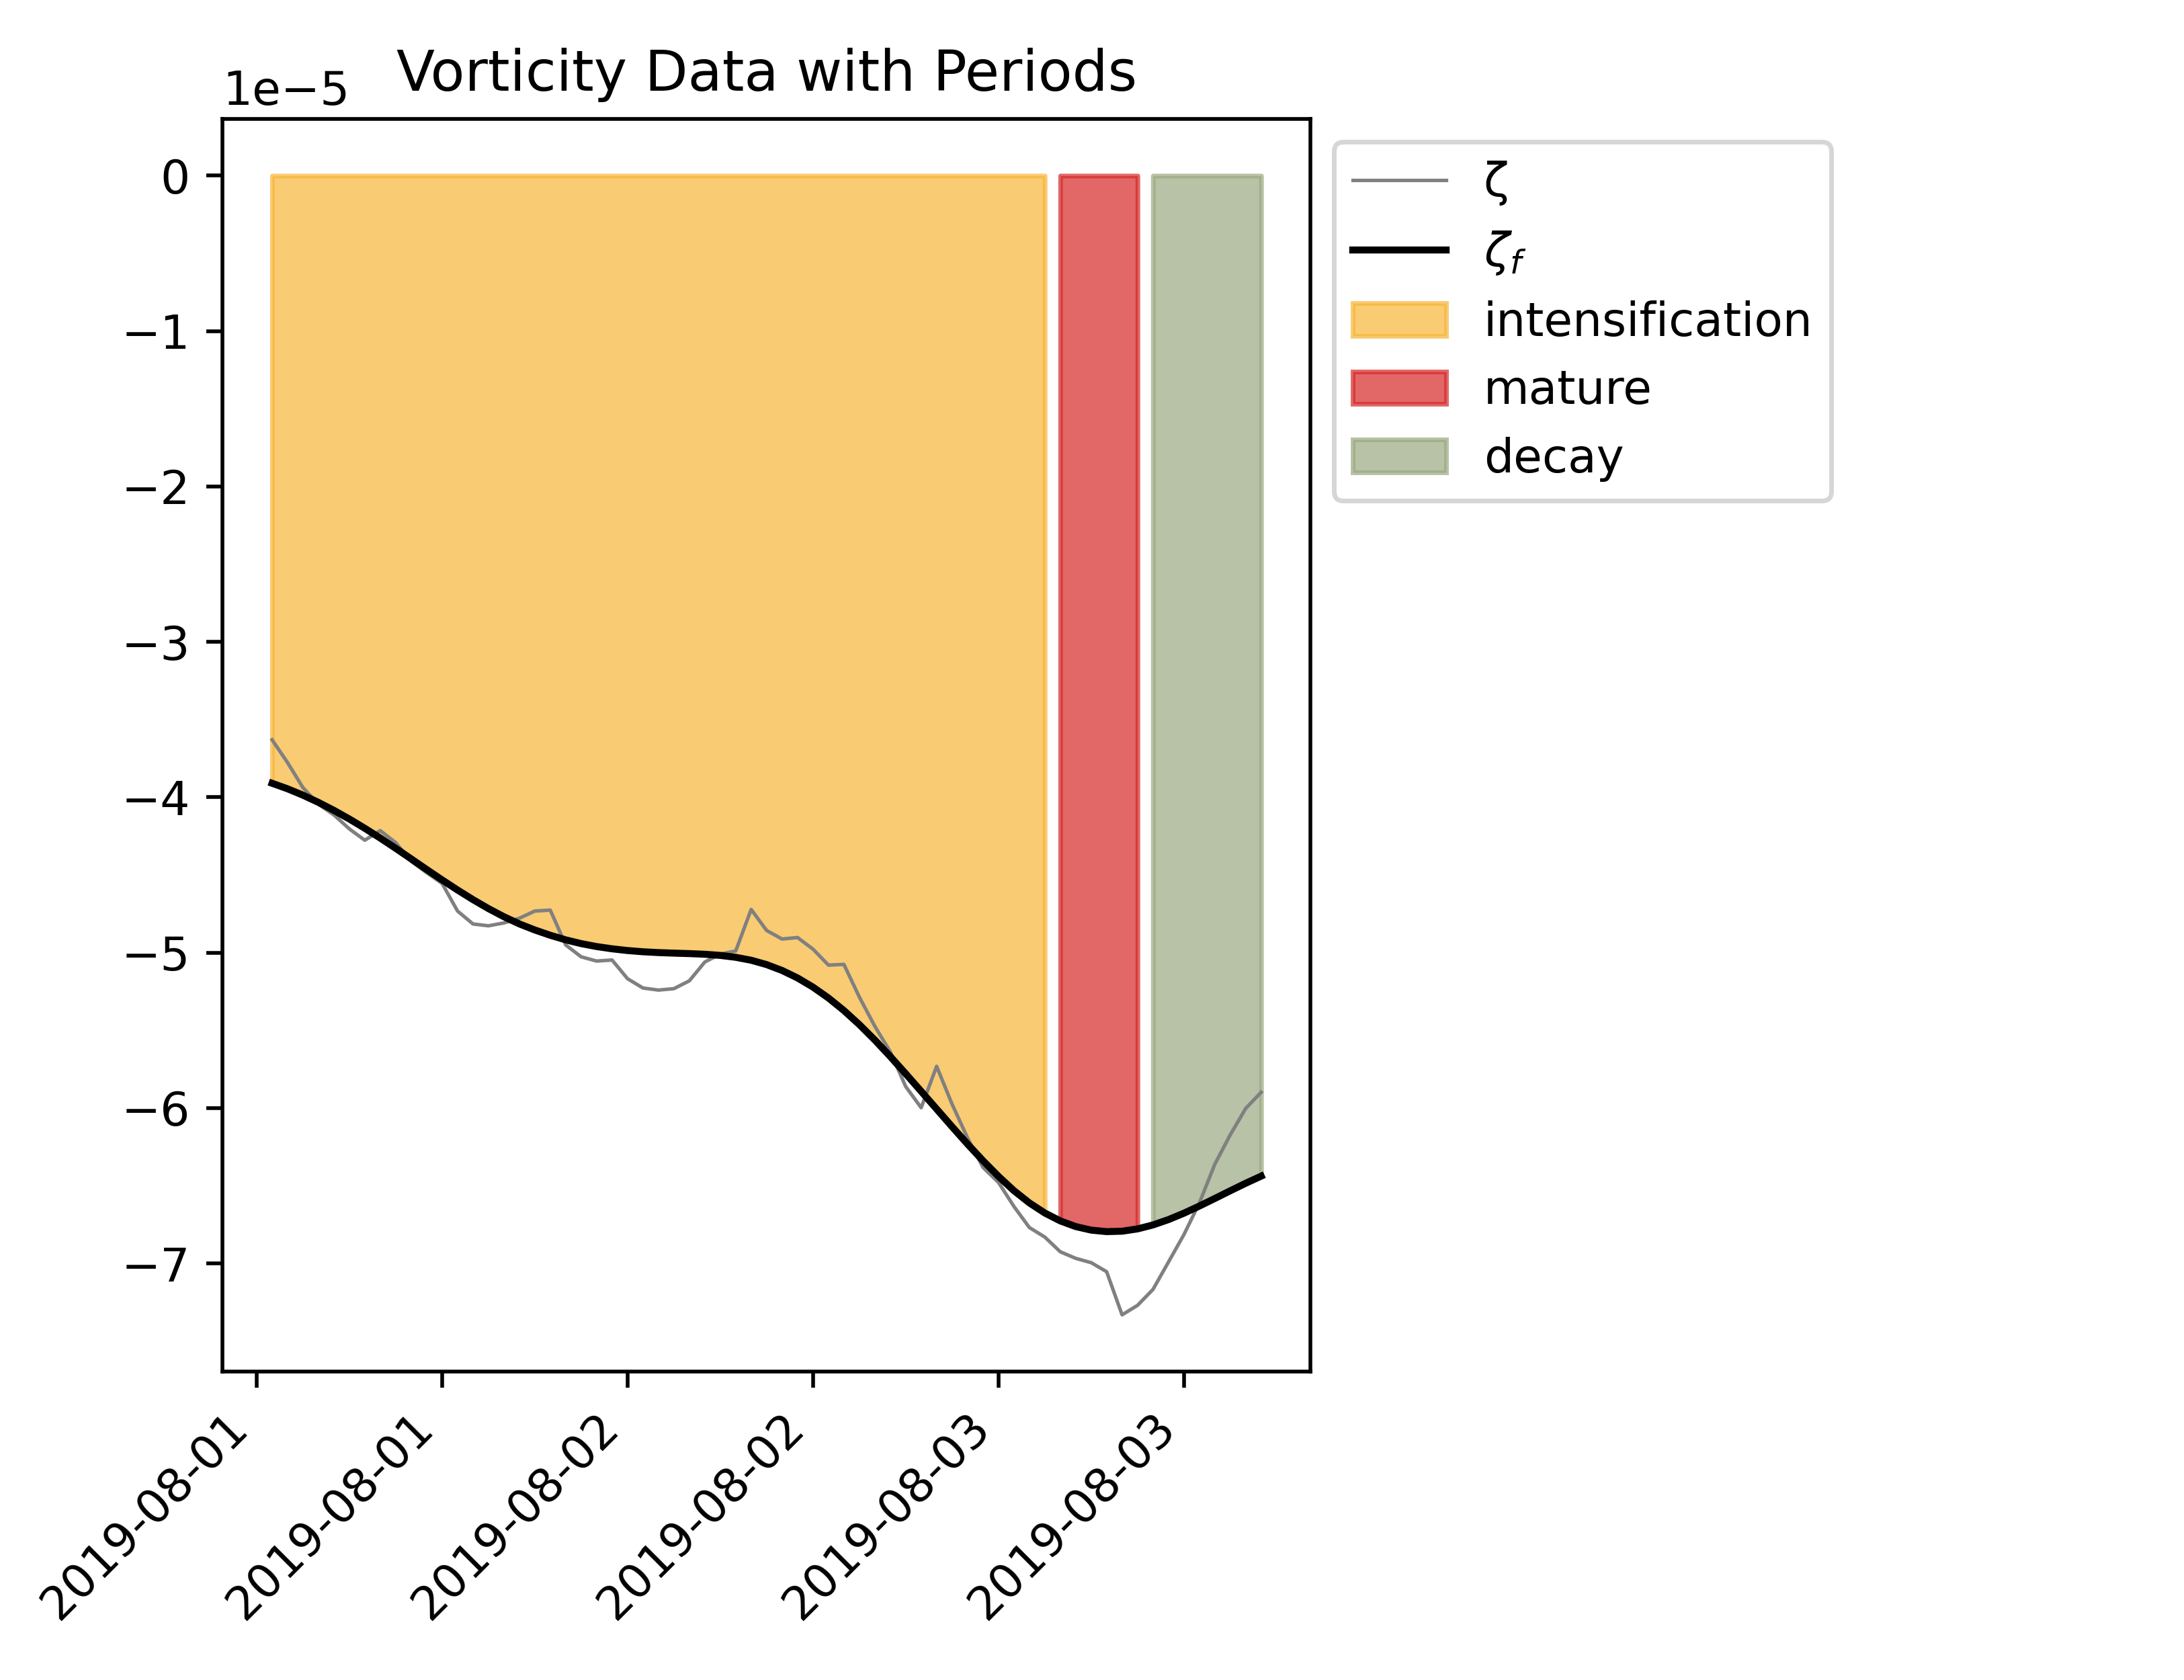 Vorticity Data with Periods
1e−5
0
−1
−2
−3
−4
−5
−6
−7
2019-08-01
2019-08-01
2019-08-02
2019-08-02
2019-08-03
2019-08-03
ζ
ζf
intensification
mature
decay